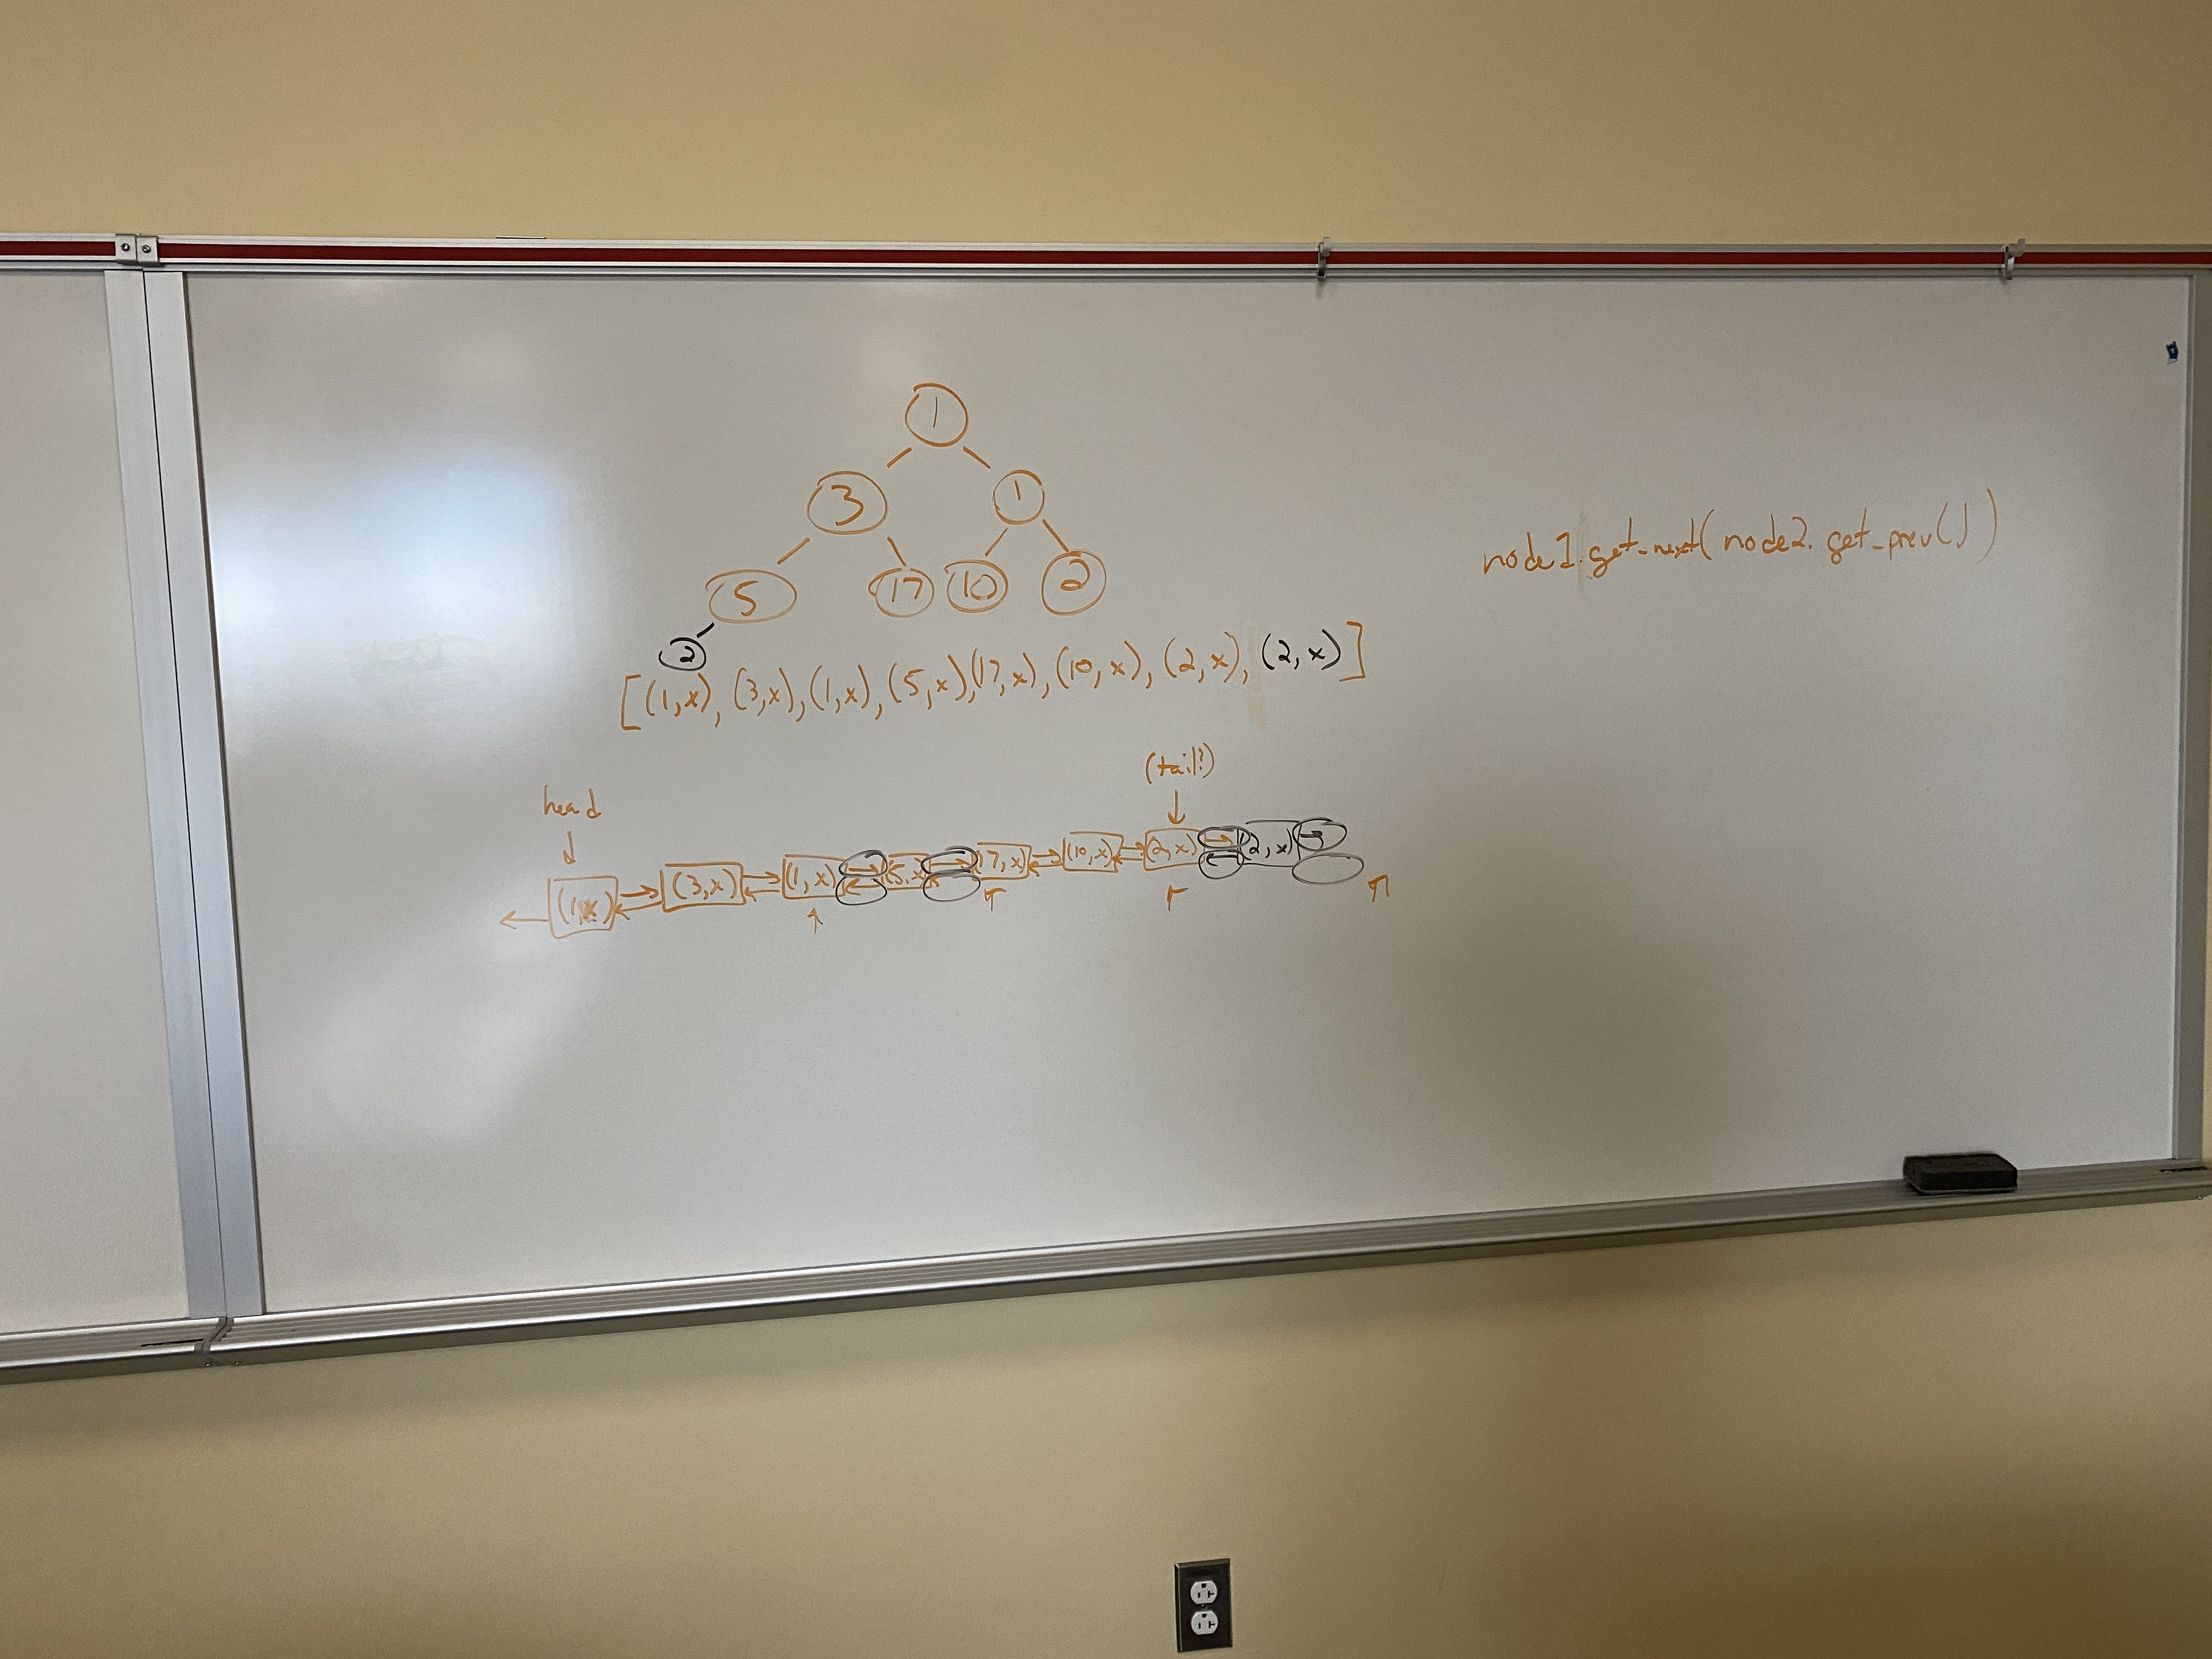 1
3 1
5 17 10 2
2
node1.get_next(node2.get_prev())
[(1,x), (3,x), (1,x), (5,x), (17,x), (10,x), (2,x), (2,x)]
(tail?)
head
(1,x) (3,x) (1,x) (5,x) (17,x) (10,x) (2,x) (2,x)